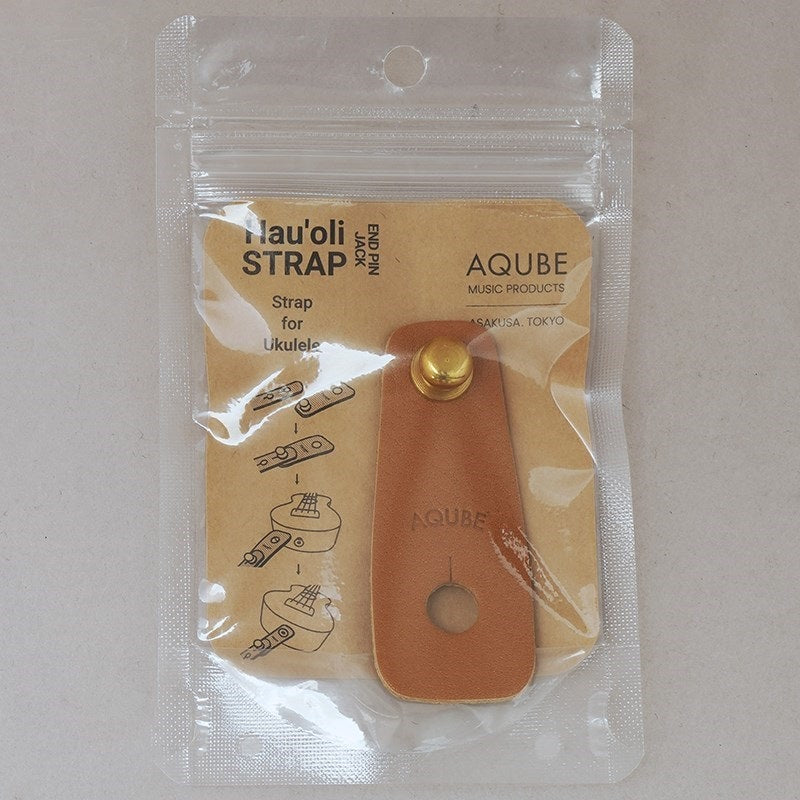 Hau'oli
STRAP
END PIN
JACK
Strap
for
Ukulele
AQUBE
MUSIC PRODUCTS
ASAKUSA. TOKYO
AQUBE